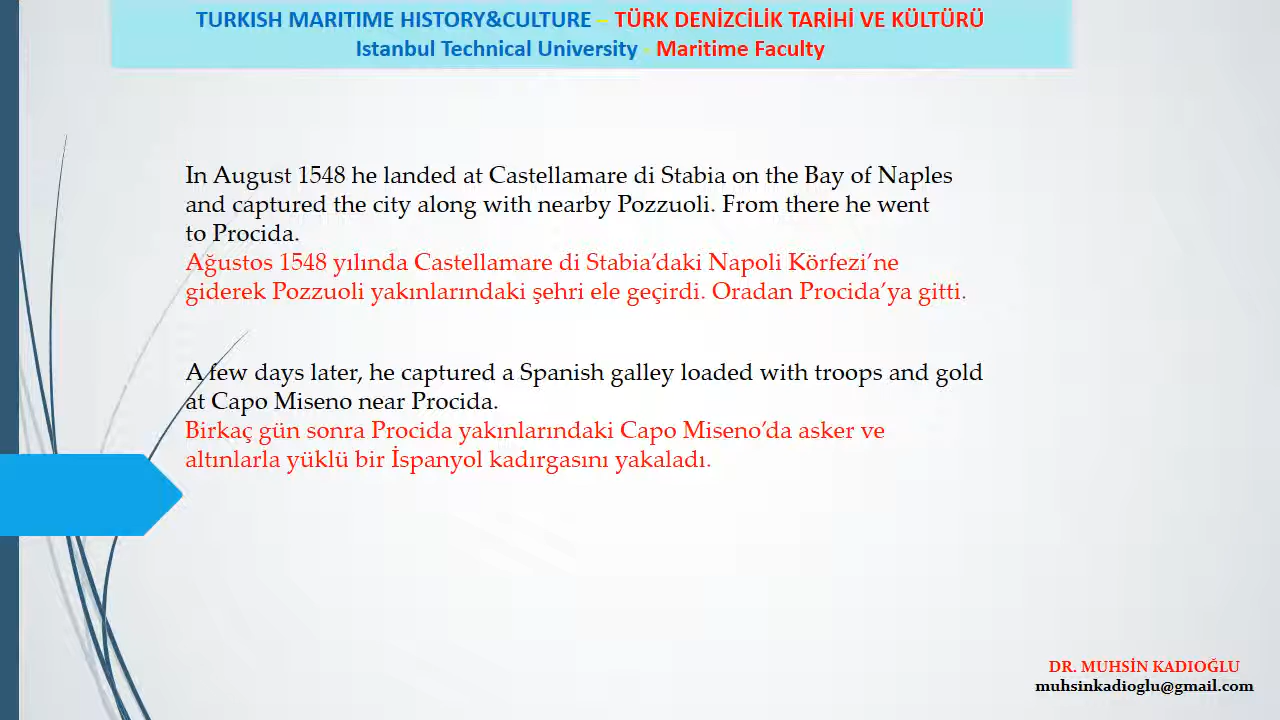 TURKISH MARITIME HISTORY&CULTURE – TÜRK DENİZCİLİK TARİHİ VE KÜLTÜRÜ
Istanbul Technical University - Maritime Faculty
In August 1548 he landed at Castellamare di Stabia on the Bay of Naples
and captured the city along with nearby Pozzuoli. From there he went
to Procida.
Ağustos 1548 yılında Castellamare di Stabia’daki Napoli Körfezi’ne
giderek Pozzuoli yakınlarındaki şehri ele geçirdi. Oradan Procida’ya gitti.
A few days later, he captured a Spanish galley loaded with troops and gold
at Capo Miseno near Procida.
Birkaç gün sonra Procida yakınlarındaki Capo Miseno’da asker ve
altınlarla yüklü bir İspanyol kadırgasını yakaladı.
DR. MUHSİN KADIOĞLU
muhsinkadioglu@gmail.com